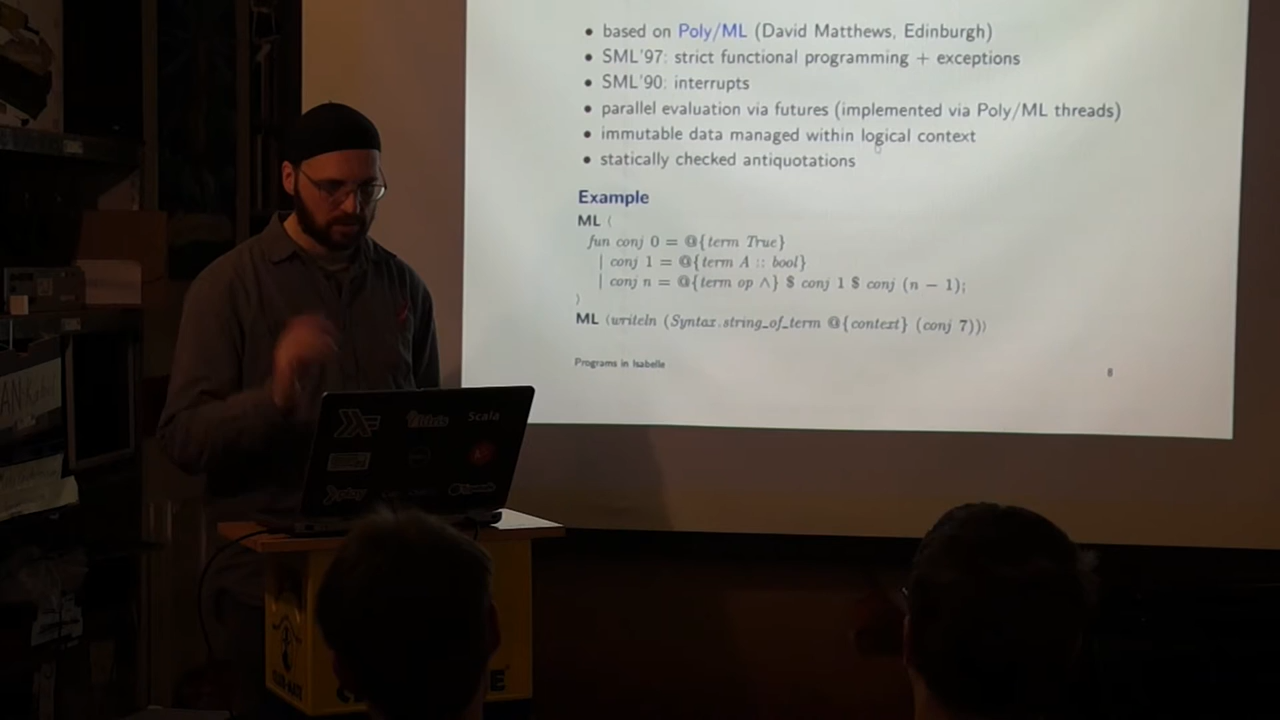 • based on Poly/ML (David Matthews, Edinburgh)
• SML'97: strict functional programming + exceptions
• SML'90: interrupts
• parallel evaluation via futures (implemented via Poly/ML threads)
• immutable data managed within logical context
• statically checked antiquotations
Example
ML ⟨
fun conj 0 = @{term True}
| conj 1 = @{term A :: bool}
| conj n = @{term op ∧} $ conj 1 $ conj (n − 1);
⟩
ML ⟨writeln (Syntax.string_of_term @{context} (conj 7))⟩
Programs in Isabelle
Scala